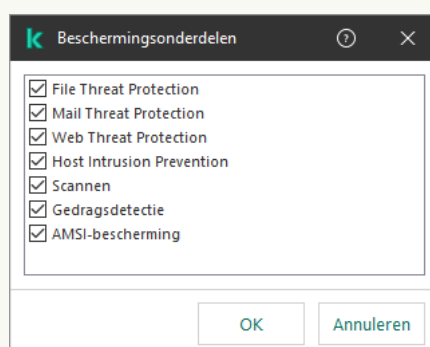 Beschermingsonderdelen
File Threat Protection
Mail Threat Protection
Web Threat Protection
Host Intrusion Prevention
Scannen
Gedragsdetectie
AMSI-bescherming
OK Annuleren